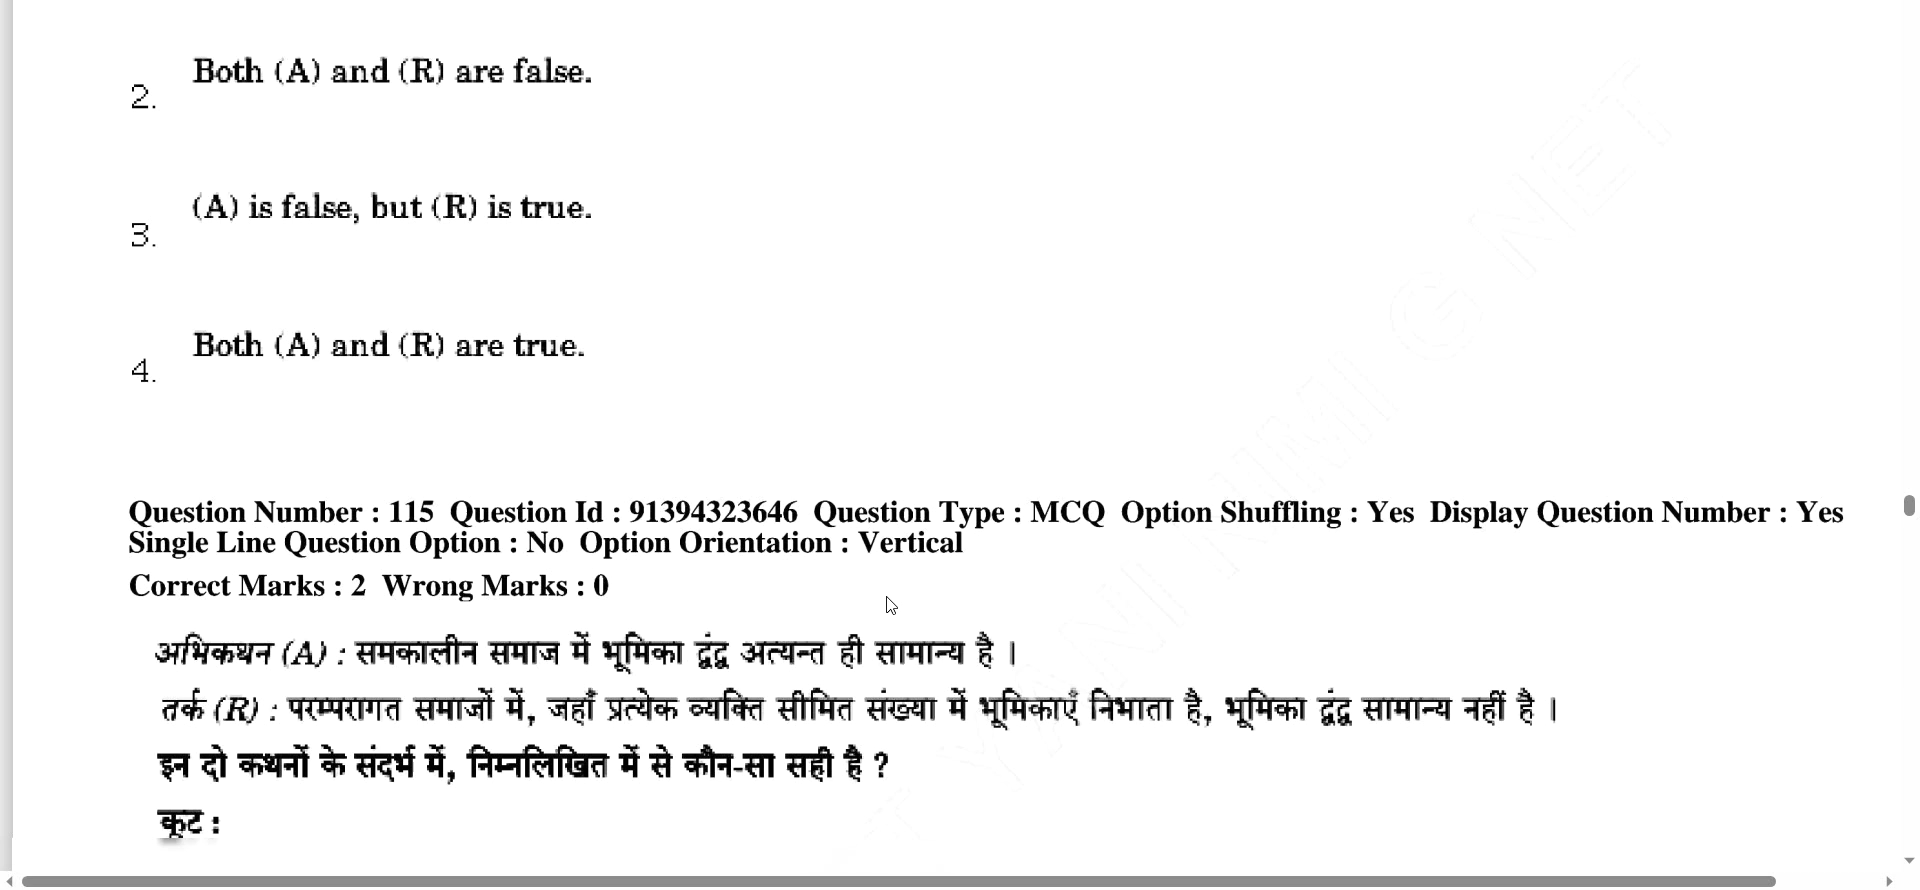 Both (A) and (R) are false.
2.
(A) is false, but (R) is true.
3.
Both (A) and (R) are true.
4.
Question Number : 115 Question Id : 91394323646 Question Type : MCQ Option Shuffling : Yes Display Question Number : Yes
Single Line Question Option : No Option Orientation : Vertical
Correct Marks : 2 Wrong Marks : 0
अभिकथन (A) : समकालीन समाज में भूमिका द्वंद्व अत्यन्त ही सामान्य है ।
तर्क (R) : परम्परागत समाजों में, जहाँ प्रत्येक व्यक्ति सीमित संख्या में भूमिकाएँ निभाता है, भूमिका द्वंद्व सामान्य नहीं है ।
इन दो कथनों के संदर्भ में, निम्नलिखित में से कौन-सा सही है ?
कूट :